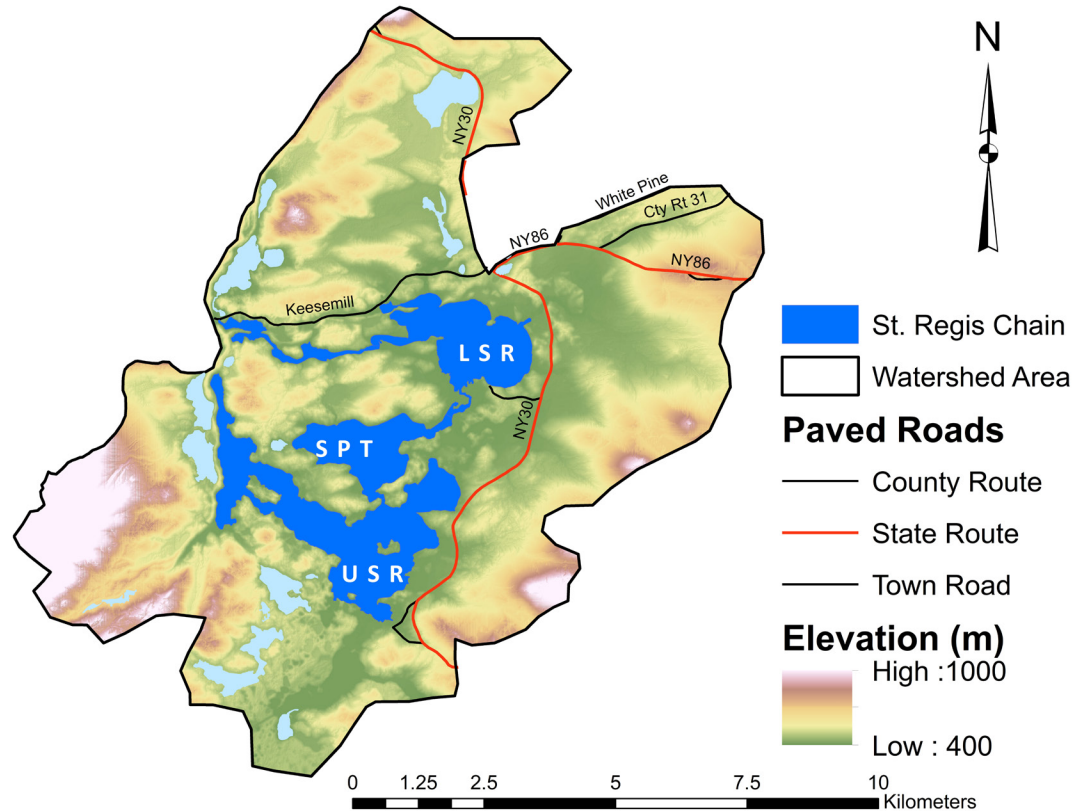 N
NY30
White Pine
Cty Rt 31
NY86
NY86
Keesemill
L S R
NY30
S P T
U S R
St. Regis Chain
Watershed Area
Paved Roads
County Route
State Route
Town Road
Elevation (m)
High :1000
Low : 400
0 1.25 2.5 5 7.5 10
Kilometers